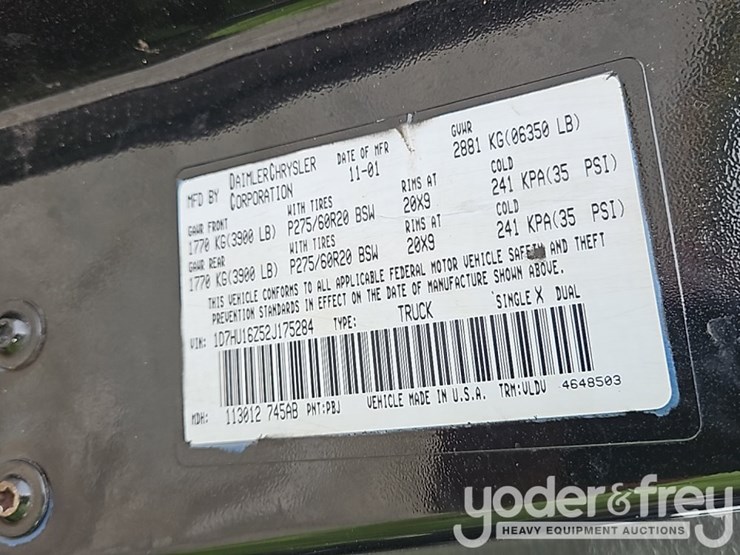 MFD BY DAIMLERCHRYSLER CORPORATION DATE OF MFR 11-01 GVWR 2881 KG(06350 LB)
GAWR FRONT WITH TIRES RIMS AT COLD
1770 KG(3900 LB) P275/60R20 BSW 20X9 241 KPA(35 PSI)
GAWR REAR WITH TIRES RIMS AT COLD
1770 KG(3900 LB) P275/60R20 BSW 20X9 241 KPA(35 PSI)
THIS VEHICLE CONFORMS TO ALL APPLICABLE FEDERAL MOTOR VEHICLE SAFETY AND THEFT
PREVENTION STANDARDS IN EFFECT ON THE DATE OF MANUFACTURE SHOWN ABOVE.
VIN: 1D7HU16Z52J175284 TYPE: TRUCK SINGLE X DUAL
MDH: 113012 745AB PNT:PBJ VEHICLE MADE IN U.S.A. TRM:VLDV 4648503
yoder&frey
HEAVY EQUIPMENT AUCTIONS